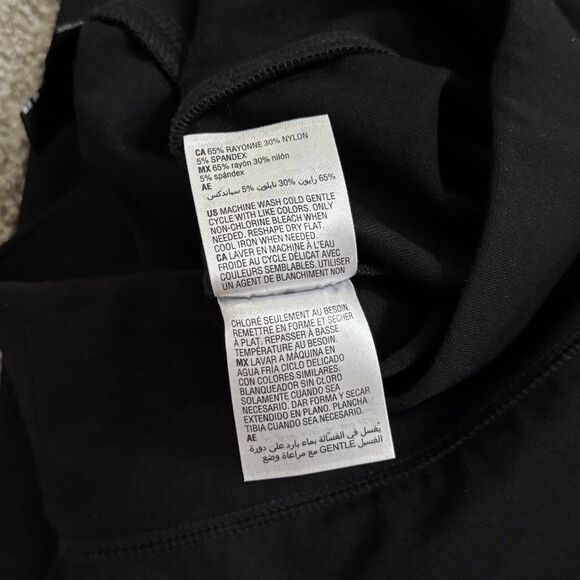 CA 65% RAYONNE 30% NYLON
5% SPANDEX
MX 65% rayón 30% nilón
5% spándex
AE
65% رايون 30% نايلون 5% سباندكس
US MACHINE WASH COLD GENTLE
CYCLE WITH LIKE COLORS. ONLY
NON-CHLORINE BLEACH WHEN
NEEDED. RESHAPE DRY FLAT.
COOL IRON WHEN NEEDED.
CA LAVER EN MACHINE À L'EAU
FROIDE AU CYCLE DÉLICAT AVEC
COULEURS SEMBLABLES. UTILISER
UN AGENT DE BLANCHIMENT NON
CHLORÉ SEULEMENT AU BESOIN.
REMETTRE EN FORME ET SÉCHER
À PLAT. REPASSER À BASSE
TEMPÉRATURE AU BESOIN.
MX LAVAR A MÁQUINA EN
AGUA FRÍA CICLO DELICADO
CON COLORES SIMILARES.
BLANQUEADOR SIN CLORO
SOLAMENTE CUANDO SEA
NECESARIO. DAR FORMA Y SECAR
EXTENDIDO EN PLANO. PLANCHA
TIBIA CUANDO SEA NECESARIO.
AE
يُغسل في الغسّالة بماء بارد على دورة
الغسيل GENTLE مع مراعاة وضع